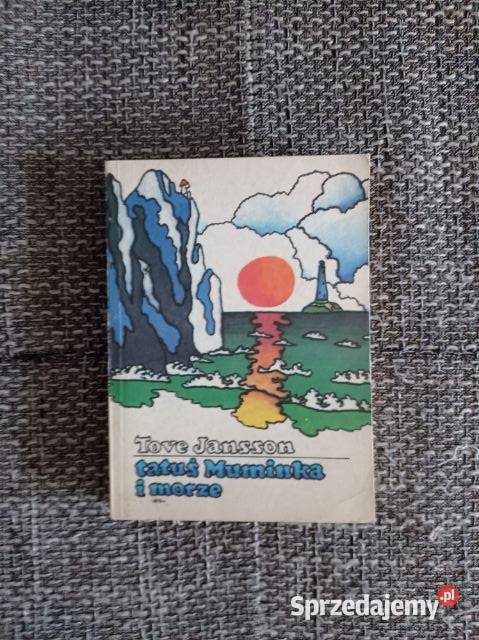 Tove Jansson
tatuś Muminka
i morze
Sprzedajemy.pl